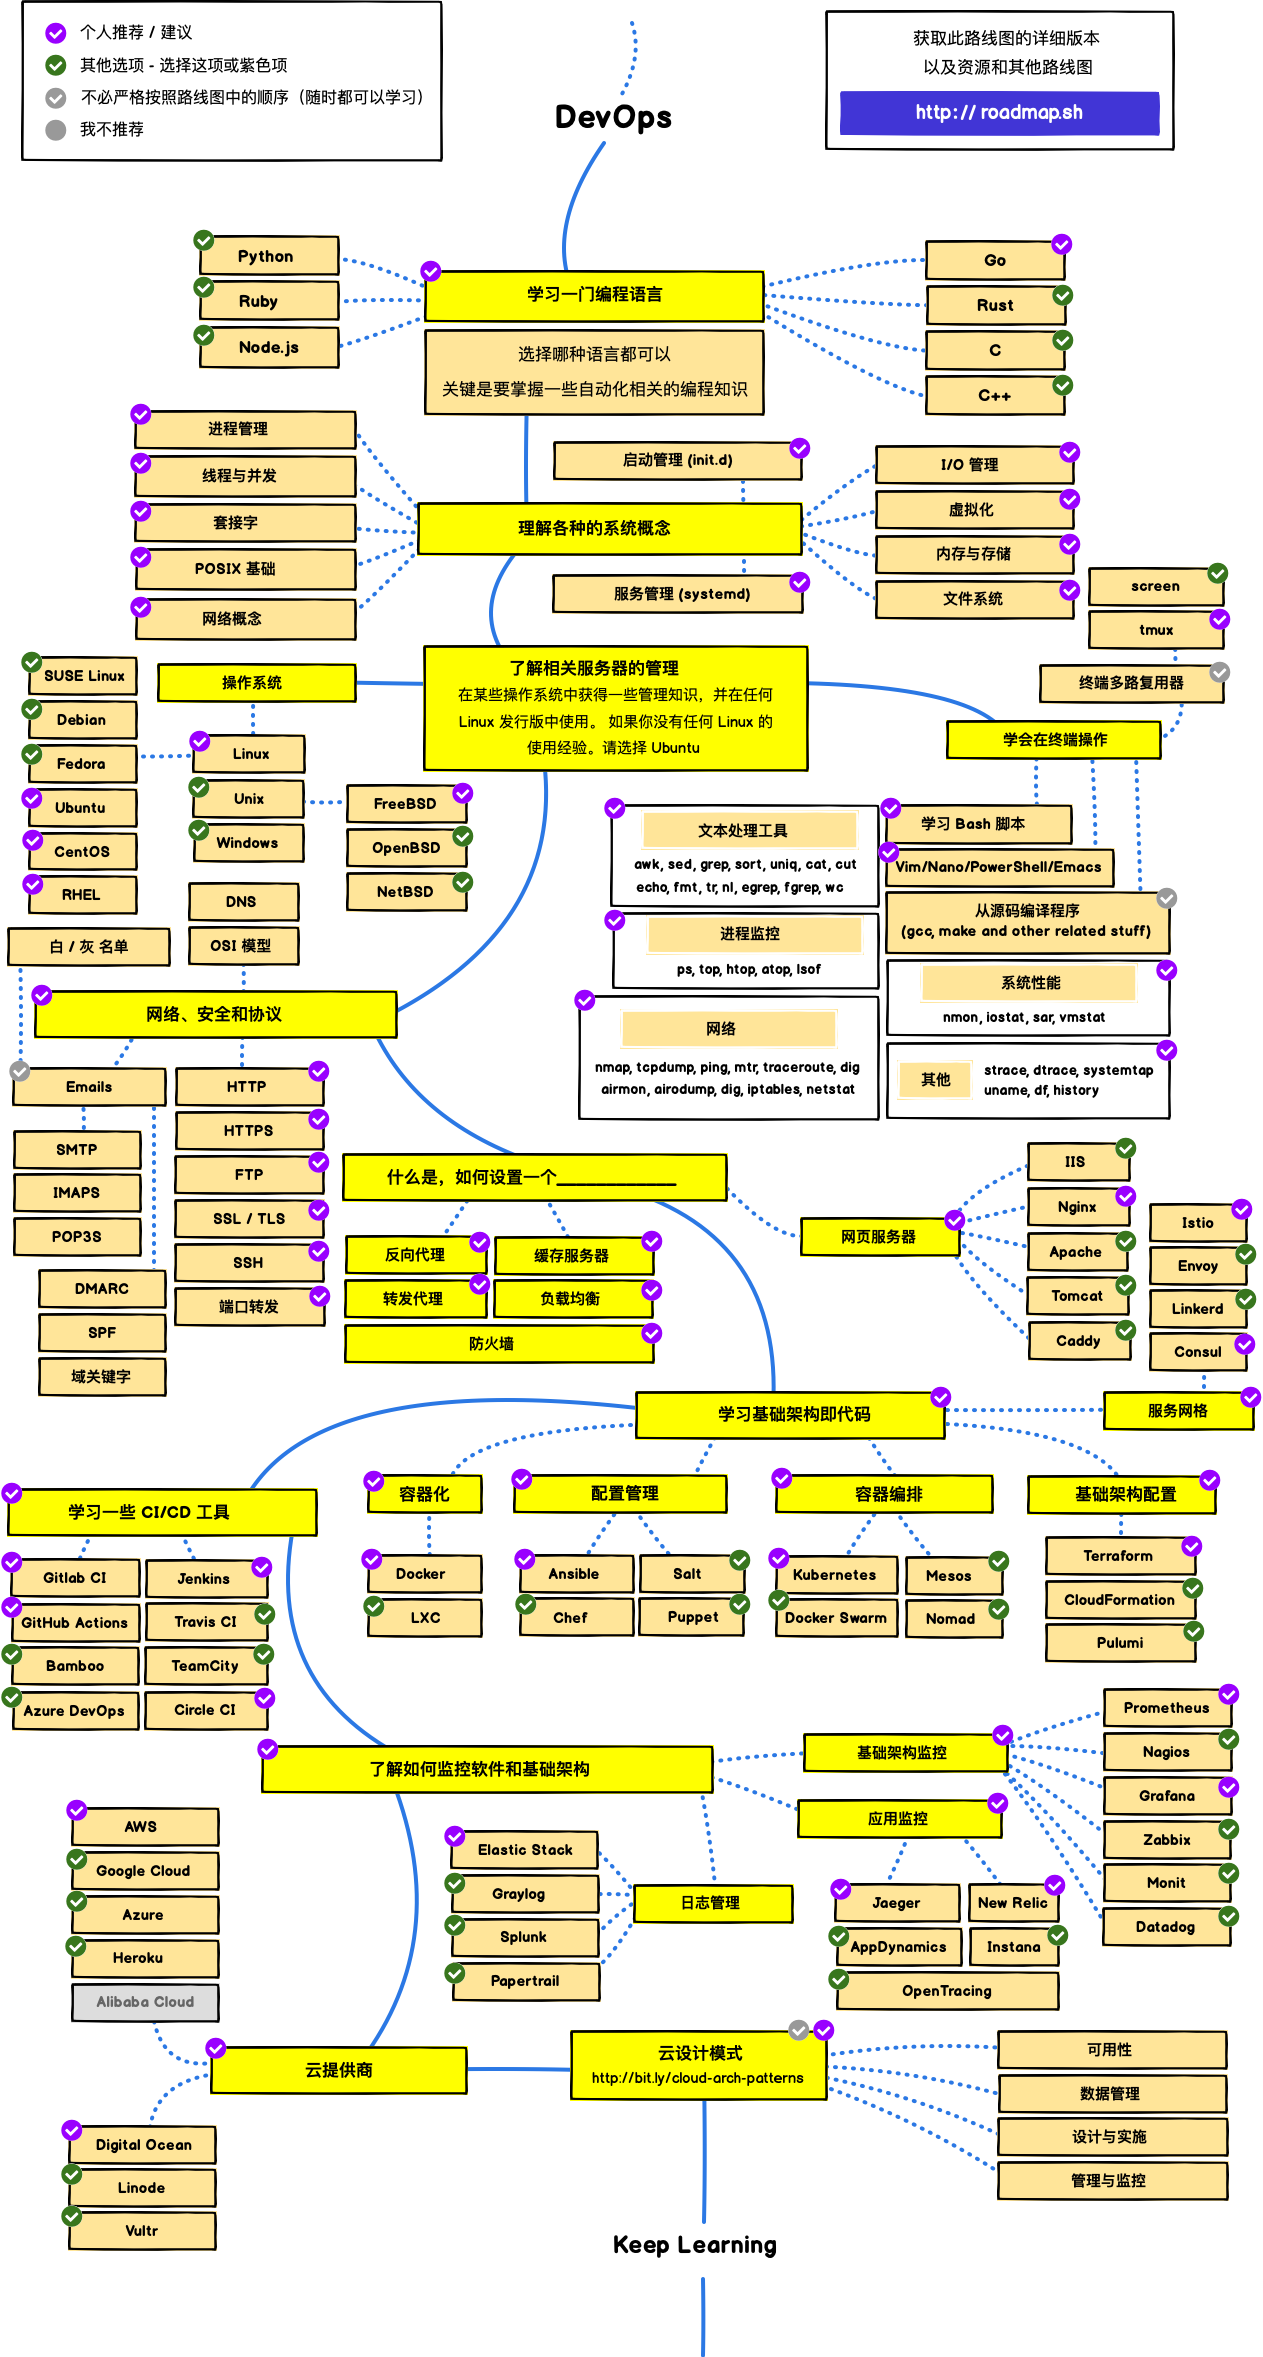 个人推荐 / 建议
其他选项 - 选择这项或紫色项
不必严格按照路线图中的顺序（随时都可以学习）
我不推荐
DevOps
获取此路线图的详细版本
以及资源和其他路线图
http://roadmap.sh
Python
Ruby
Node.js
学习一门编程语言
选择哪种语言都可以
关键是要掌握一些自动化相关的编程知识
Go
Rust
C
C++
进程管理
线程与并发
套接字
POSIX 基础
网络概念
启动管理 (init.d)
理解各种的系统概念
服务管理 (systemd)
I/O 管理
虚拟化
内存与存储
文件系统
screen
tmux
终端多路复用器
学会在终端操作
了解相关服务器的管理
在某些操作系统中获得一些管理知识，并在任何
Linux 发行版中使用。 如果你没有任何 Linux 的
使用经验。请选择 Ubuntu
操作系统
SUSE Linux
Debian
Fedora
Ubuntu
CentOS
RHEL
Linux
Unix
Windows
FreeBSD
OpenBSD
NetBSD
文本处理工具
awk, sed, grep, sort, uniq, cat, cut
echo, fmt, tr, nl, egrep, fgrep, wc
进程监控
ps, top, htop, atop, lsof
网络
nmap, tcpdump, ping, mtr, traceroute, dig
airmon, airodump, dig, iptables, netstat
学习 Bash 脚本
Vim/Nano/PowerShell/Emacs
从源码编译程序
(gcc, make and other related stuff)
系统性能
nmon, iostat, sar, vmstat
其他
strace, dtrace, systemtap
uname, df, history
DNS
OSI 模型
白 / 灰 名单
网络、安全和协议
Emails
SMTP
IMAPS
POP3S
DMARC
SPF
域关键字
HTTP
HTTPS
FTP
SSL / TLS
SSH
端口转发
什么是，如何设置一个______________
反向代理
缓存服务器
转发代理
负载均衡
防火墙
网页服务器
IIS
Nginx
Apache
Tomcat
Caddy
Istio
Envoy
Linkerd
Consul
服务网格
学习基础架构即代码
容器化
Docker
LXC
配置管理
Ansible
Salt
Chef
Puppet
容器编排
Kubernetes
Mesos
Docker Swarm
Nomad
基础架构配置
Terraform
CloudFormation
Pulumi
学习一些 CI/CD 工具
Gitlab CI
Jenkins
GitHub Actions
Travis CI
Bamboo
TeamCity
Azure DevOps
Circle CI
了解如何监控软件和基础架构
基础架构监控
Prometheus
Nagios
Grafana
Zabbix
Monit
Datadog
应用监控
Jaeger
New Relic
AppDynamics
Instana
OpenTracing
日志管理
Elastic Stack
Graylog
Splunk
Papertrail
AWS
Google Cloud
Azure
Heroku
Alibaba Cloud
云提供商
Digital Ocean
Linode
Vultr
云设计模式
http://bit.ly/cloud-arch-patterns
可用性
数据管理
设计与实施
管理与监控
Keep Learning